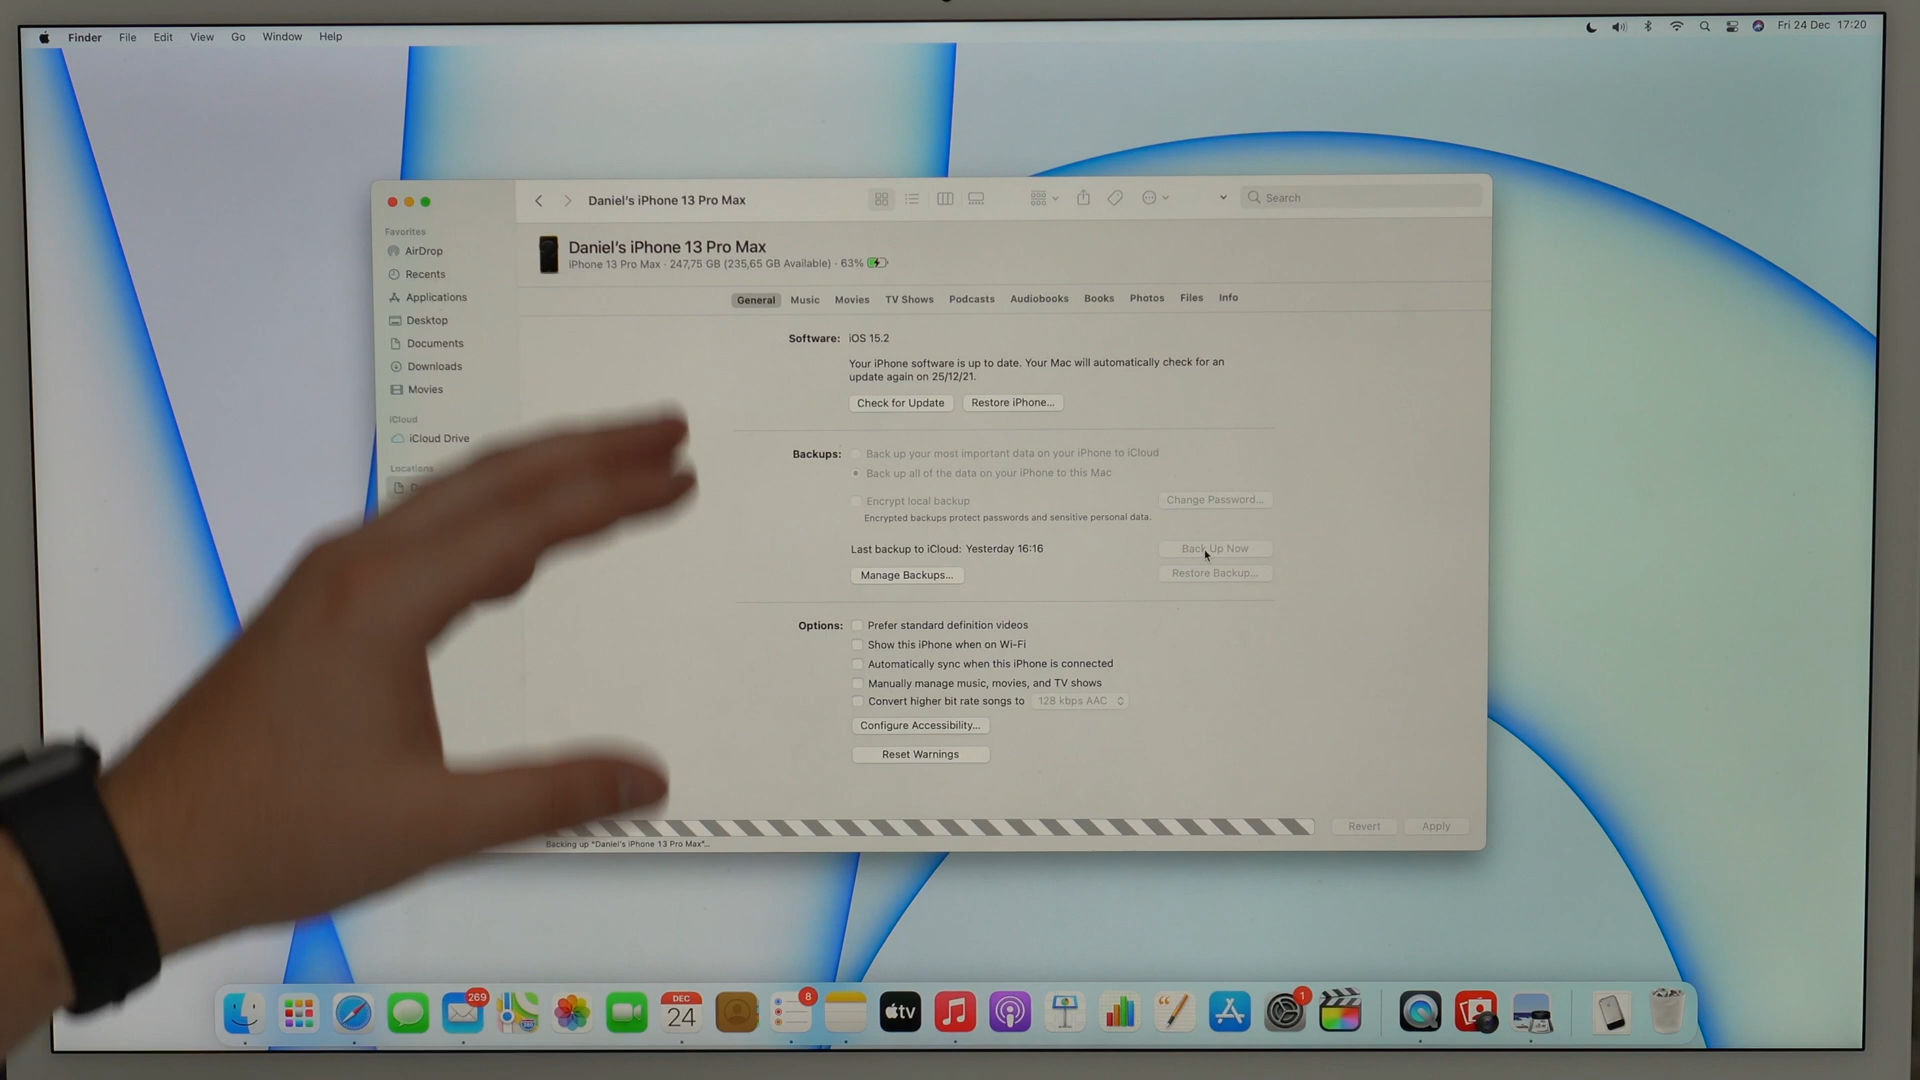 Finder File Edit View Go Window Help
Fri 24 Dec 17:20
Daniel's iPhone 13 Pro Max
Search
Favorites
AirDrop
Recents
Applications
Desktop
Documents
Downloads
Movies
iCloud
iCloud Drive
Locations
Daniel's iPhone 13 Pro Max
iPhone 13 Pro Max · 247,75 GB (235,65 GB Available) · 63%
General Music Movies TV Shows Podcasts Audiobooks Books Photos Files Info
Software: iOS 15.2
Your iPhone software is up to date. Your Mac will automatically check for an
update again on 25/12/21.
Check for Update Restore iPhone...
Backups: Back up your most important data on your iPhone to iCloud
Back up all of the data on your iPhone to this Mac
Encrypt local backup Change Password...
Encrypted backups protect passwords and sensitive personal data.
Last backup to iCloud: Yesterday 16:16 Back Up Now
Manage Backups... Restore Backup...
Options: Prefer standard definition videos
Show this iPhone when on Wi-Fi
Automatically sync when this iPhone is connected
Manually manage music, movies, and TV shows
Convert higher bit rate songs to 128 kbps AAC
Configure Accessibility...
Reset Warnings
Revert Apply
Backing up "Daniel's iPhone 13 Pro Max"...
269
DEC
24
8
tv
1